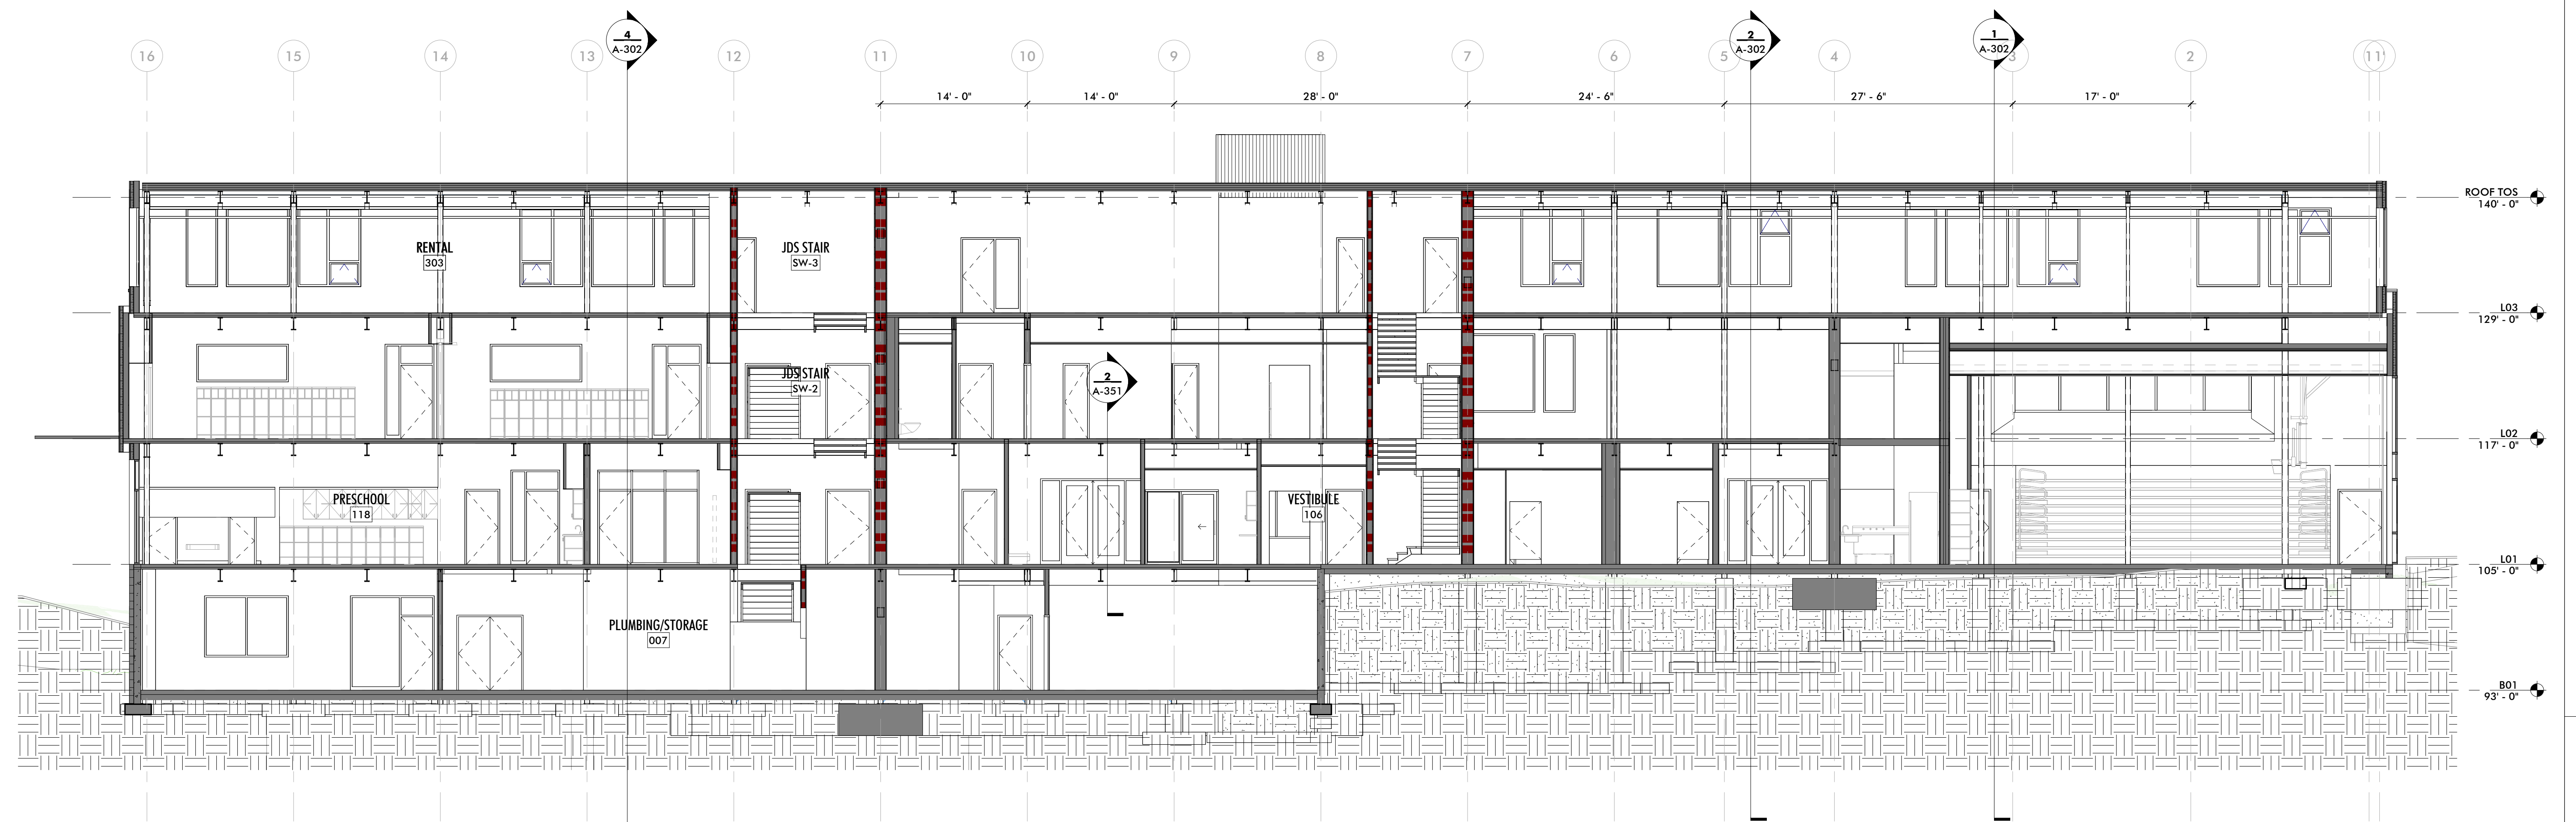 4
A-302
2
A-302
1
A-302
16
15
14
13
12
11
10
9
8
7
6
5
4
3
2
1
1'
14' - 0"
14' - 0"
28' - 0"
24' - 6"
27' - 6"
17' - 0"
ROOF TOS
140' - 0"
RENTAL
303
JDS STAIR
SW-3
L03
129' - 0"
JDS STAIR
SW-2
2
A-351
L02
117' - 0"
PRESCHOOL
118
VESTIBULE
106
L01
105' - 0"
PLUMBING/STORAGE
007
B01
93' - 0"